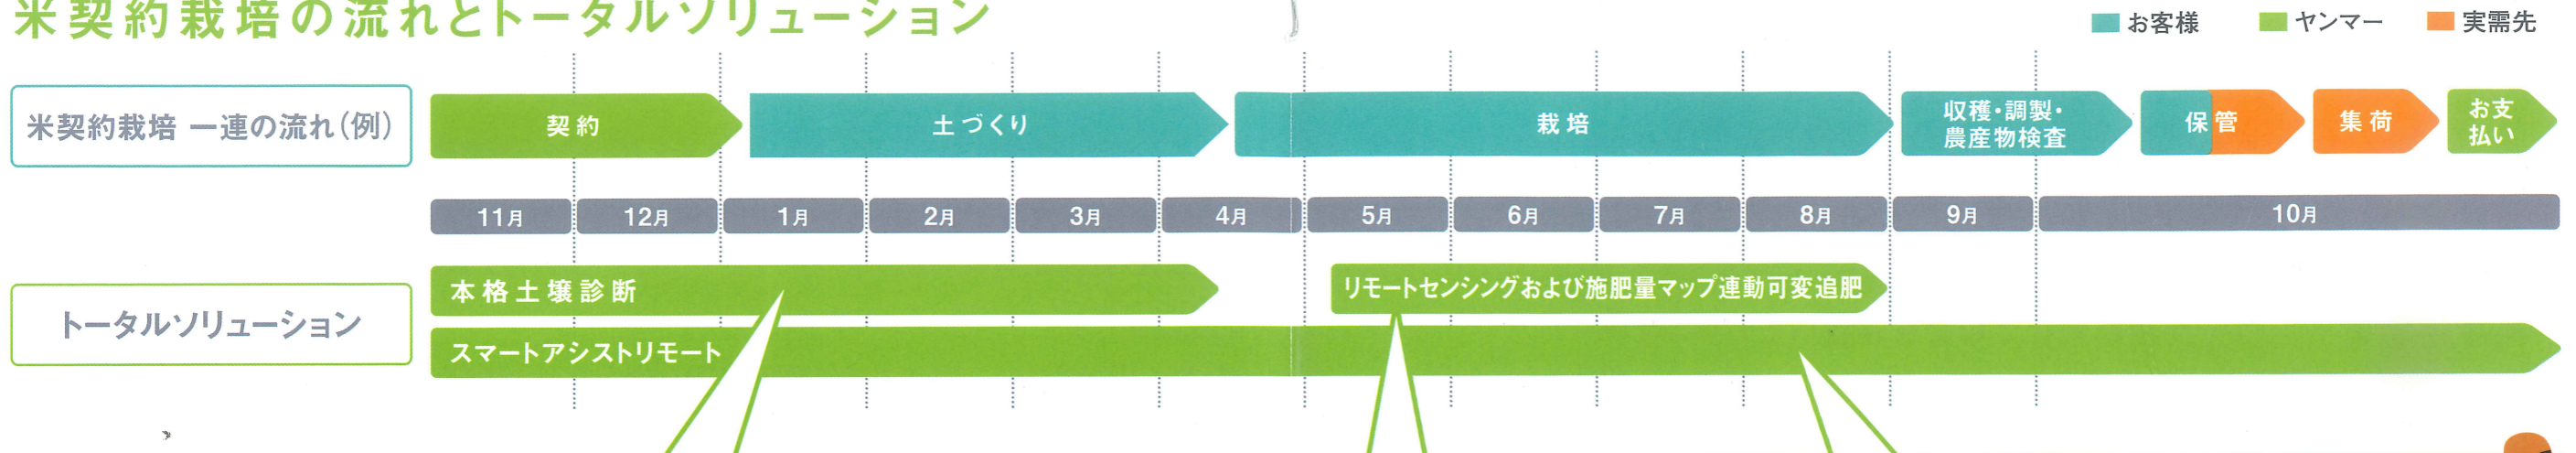 米契約栽培の流れとトータルソリューション
お客様 ヤンマー 実需先
米契約栽培 一連の流れ(例)
契約
土づくり
栽培
収穫・調製・
農産物検査
保管
集荷
お支
払い
11月 12月 1月 2月 3月 4月 5月 6月 7月 8月 9月 10月
トータルソリューション
本格土壌診断
リモートセンシングおよび施肥量マップ連動可変追肥
スマートアシストリモート